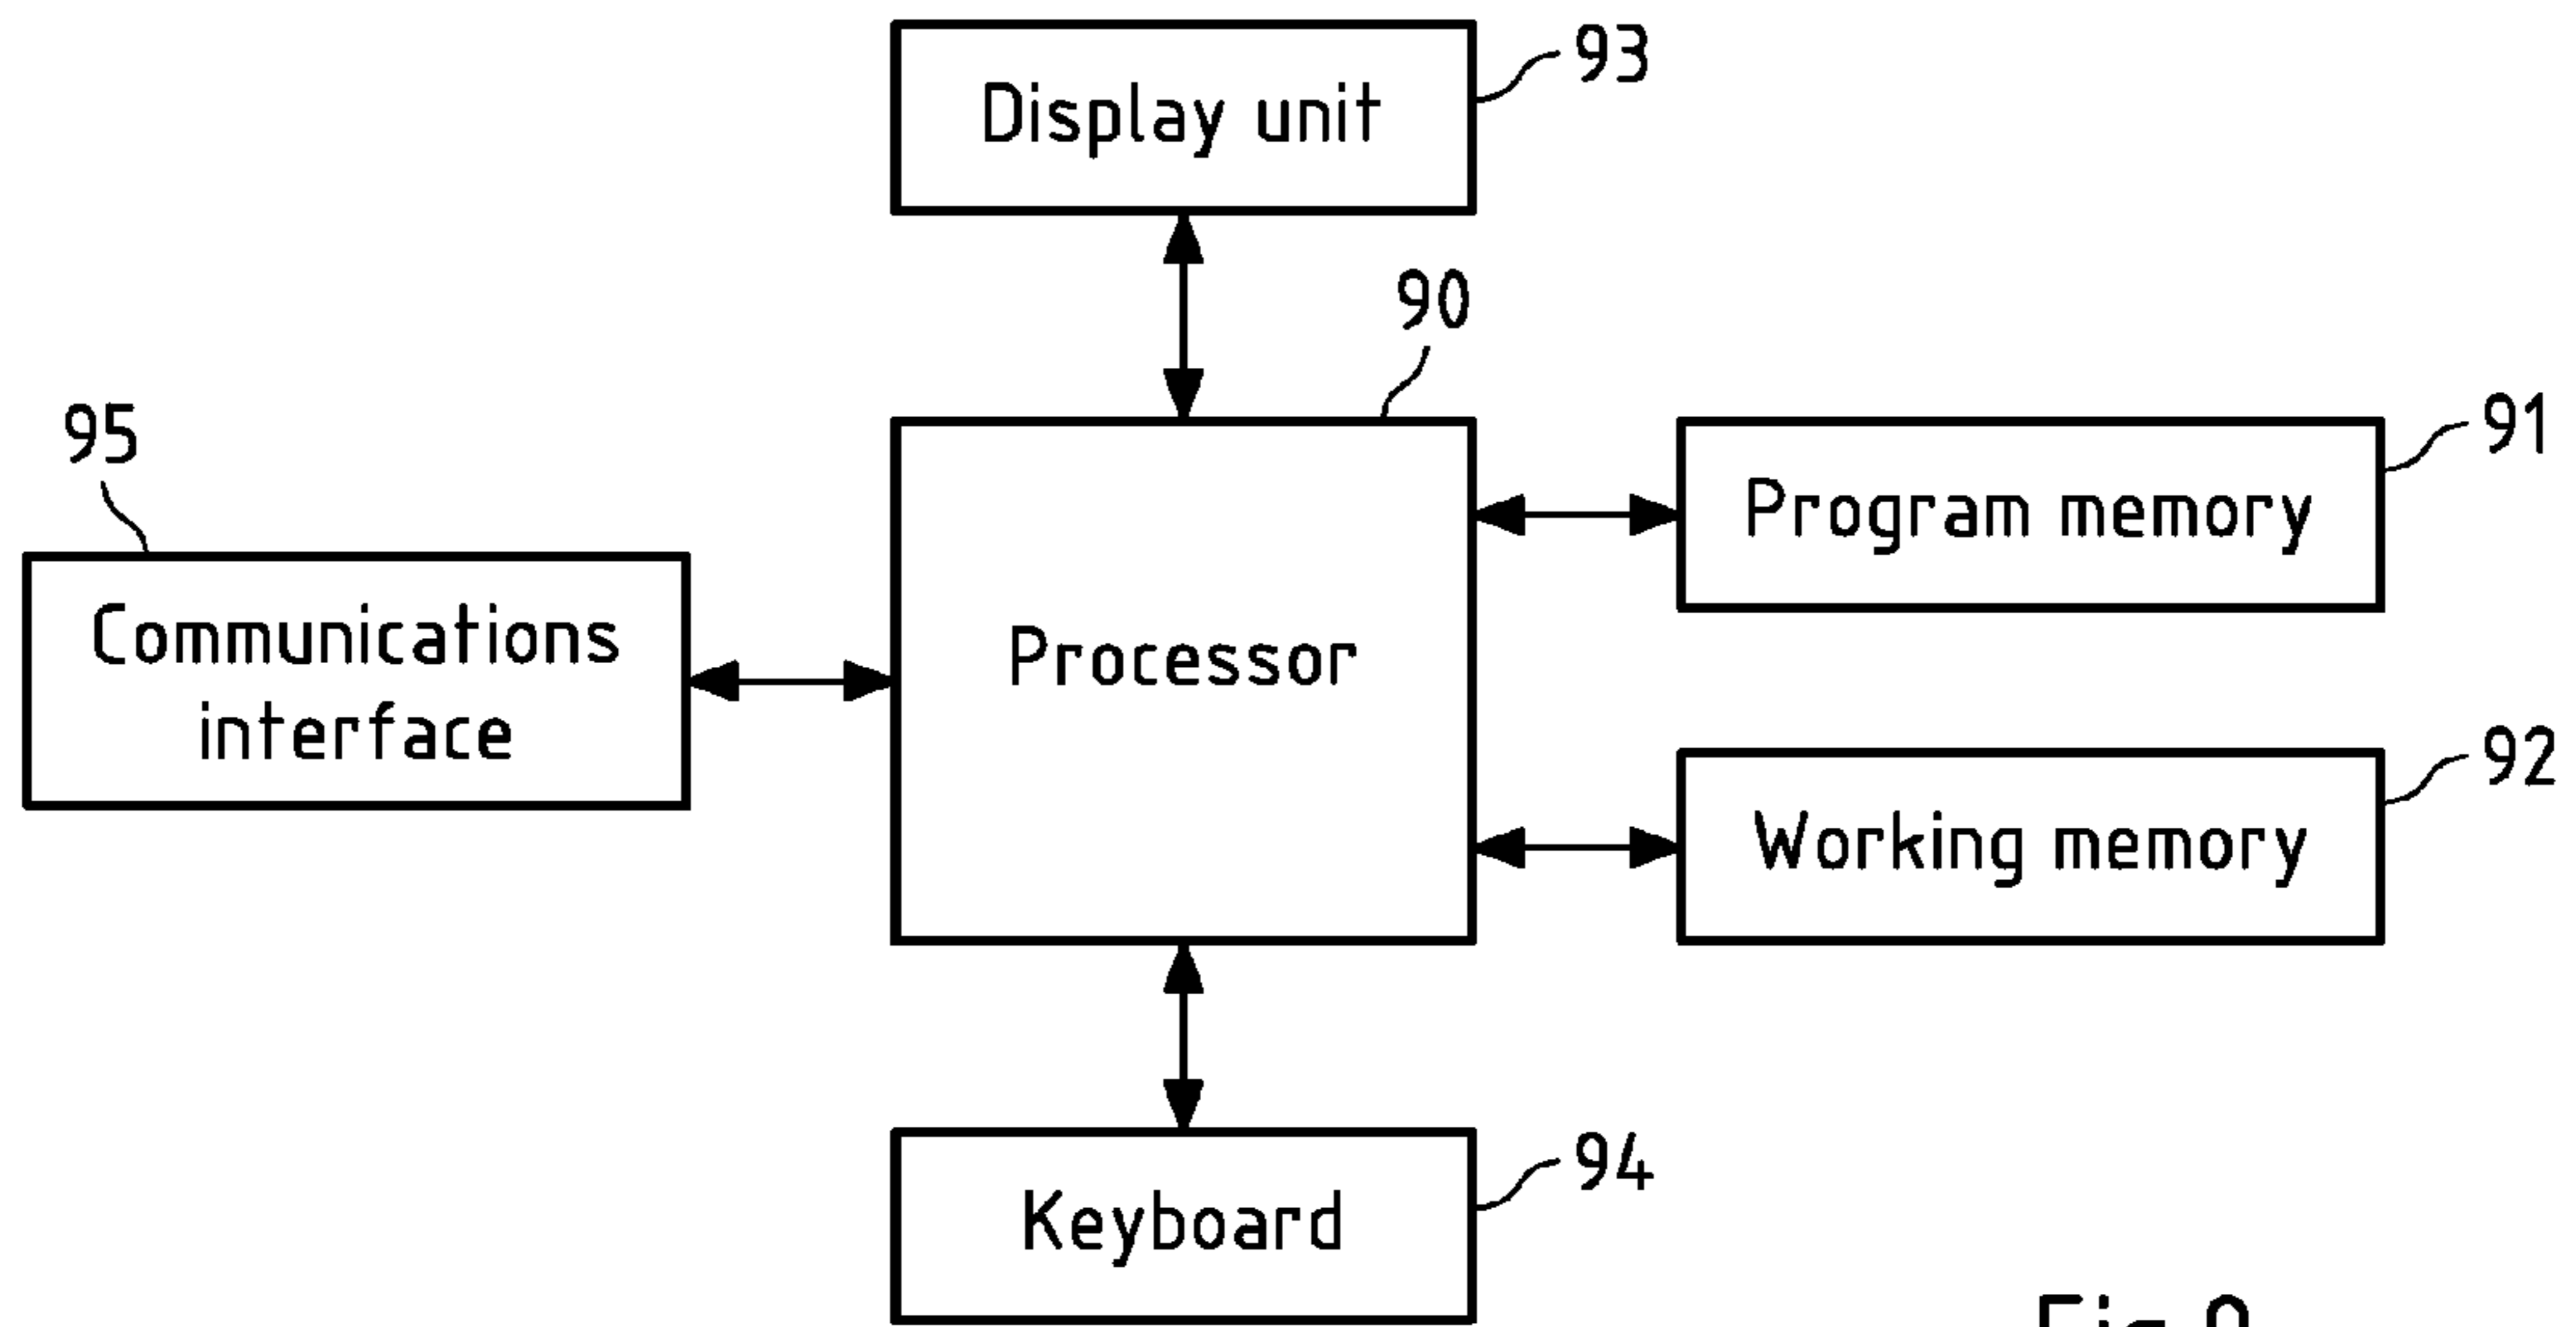 93
Display unit
90
95
91
Program memory
Communications
interface
Processor
92
Working memory
94
Keyboard